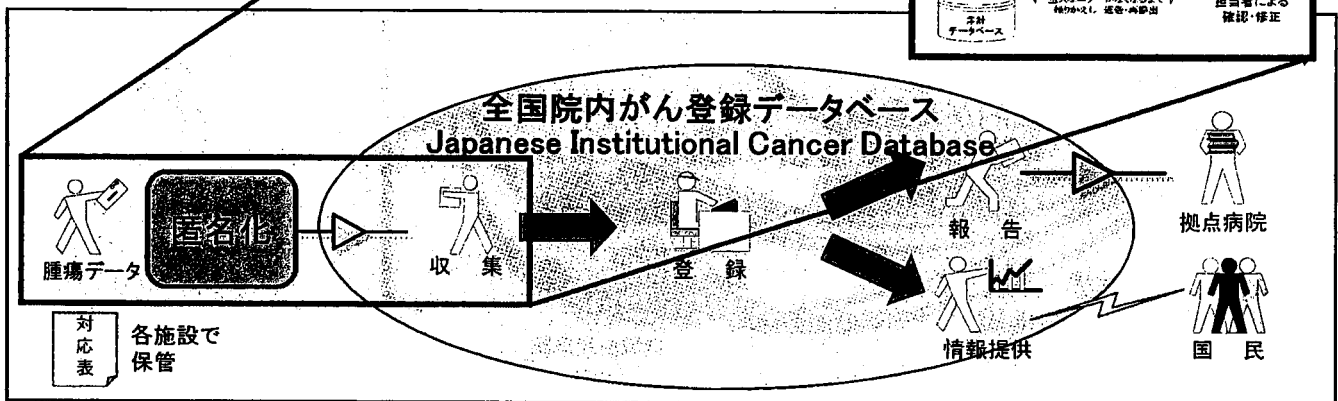 担当者による
確認・修正
データベース
全国院内がん登録データベース
Japanese Institutional Cancer Database
匿名化
腫瘍データ
収 集
登 録
報 告
拠点病院
情報提供
国 民
対応表
各施設で
保管